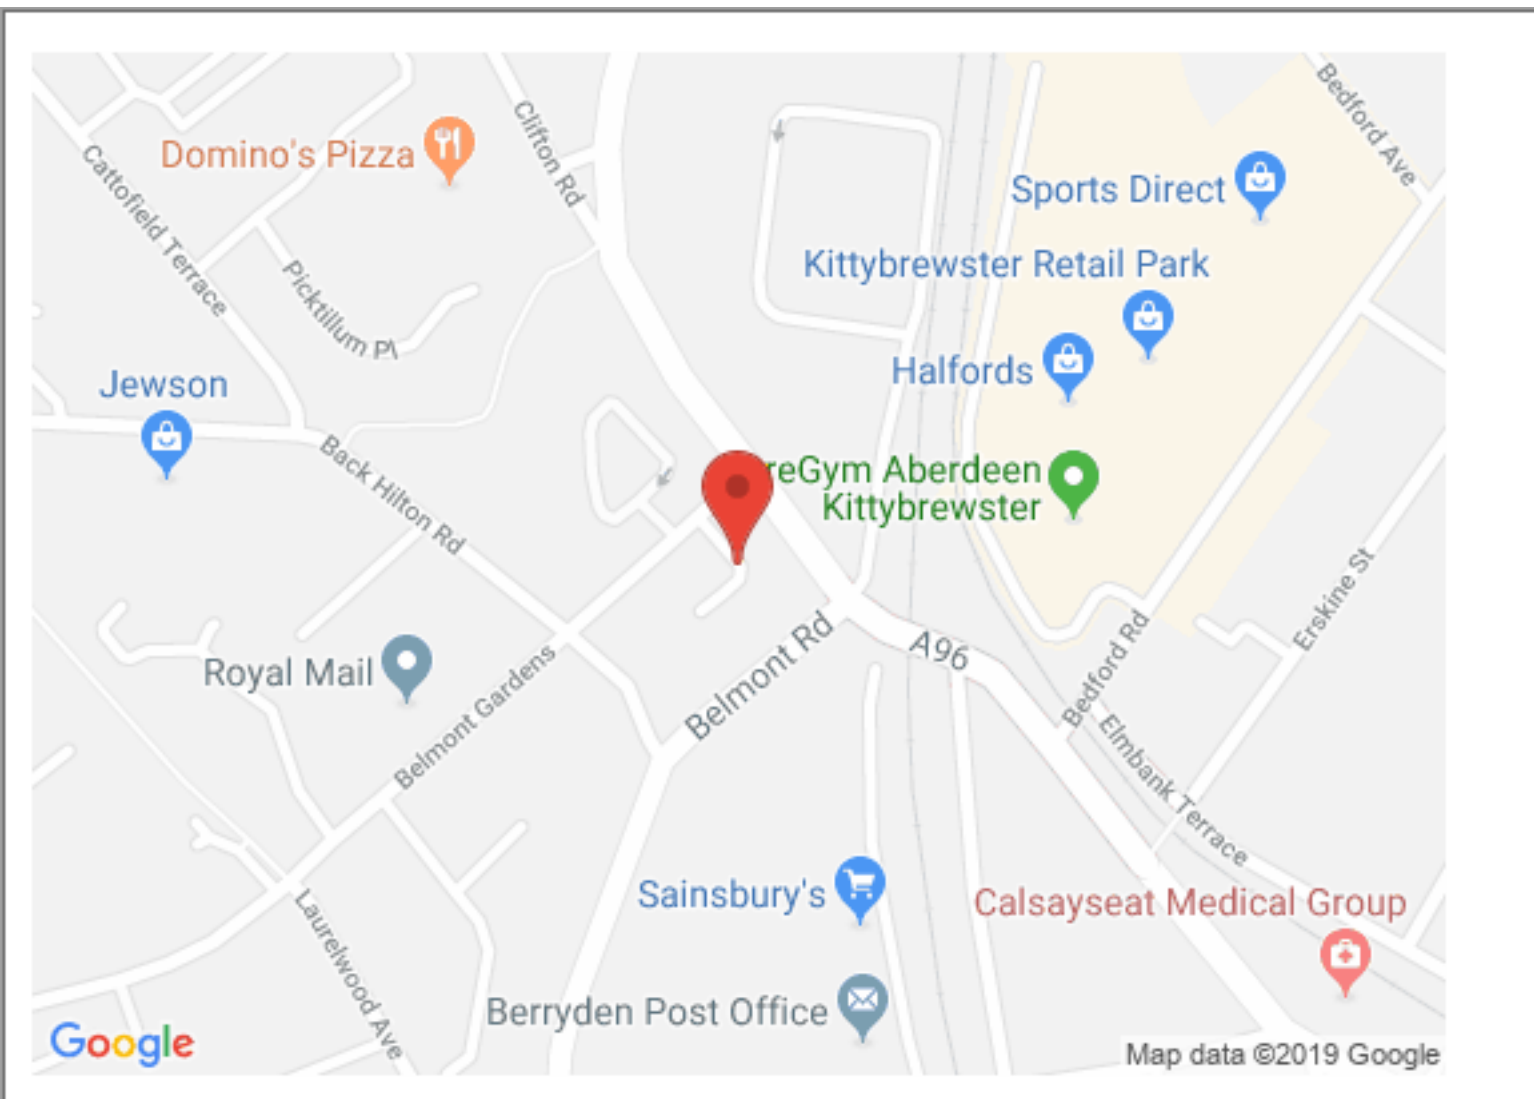 Bedford Ave
Clifton Rd
Domino's Pizza
Cattofield Terrace
Sports Direct
Kittybrewster Retail Park
Picktillum Pl
Halfords
Jewson
Back Hilton Rd
reGym Aberdeen
Kittybrewster
Erskine St
Belmont Rd
A96
Bedford Rd
Royal Mail
Belmont Gardens
Elmbank Terrace
Sainsbury's
Calsayseat Medical Group
Laurelwood Ave
Berryden Post Office
Google
Map data ©2019 Google